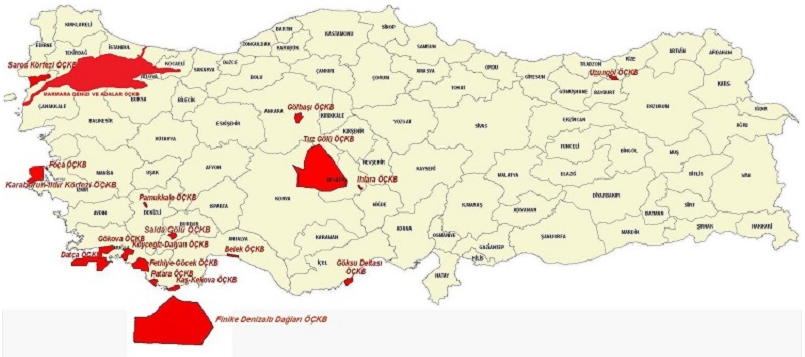 KIRKLARELİ
EDİRNE
TEKİRDAĞ
İSTANBUL
KOCAELİ
SAKARYA
DÜZCE
ZONGULDAK
BARTIN
KARABÜK
KASTAMONU
SİNOP
SAMSUN
ORDU
GİRESUN
TRABZON
RİZE
ARTVİN
ARDAHAN
Saros Körfezi ÖÇKB
MARMARA DENİZİ VE ADALARI ÖÇKB
Uzungöl ÖÇKB
ÇANAKKALE
BURSA
BİLECİK
BOLU
ÇANKIRI
ÇORUM
AMASYA
TOKAT
GÜMÜŞHANE
BAYBURT
ERZURUM
KARS
IĞDIR
AĞRI
BALIKESİR
KÜTAHYA
ESKİŞEHİR
ANKARA
Gölbaşı ÖÇKB
KIRIKKALE
KIRŞEHİR
YOZGAT
SİVAS
ERZİNCAN
TUNCELİ
BİNGÖL
MUŞ
Tuz Gölü ÖÇKB
Foça ÖÇKB
Karaburun-Ildır Körfezi ÖÇKB
İZMİR
MANİSA
UŞAK
AFYON
KONYA
NEVŞEHİR
Ihlara ÖÇKB
NİĞDE
KAYSERİ
MALATYA
ELAZIĞ
DİYARBAKIR
BİTLİS
VAN
Pamukkale ÖÇKB
AYDIN
DENİZLİ
ISPARTA
BURDUR
Salda Gölü ÖÇKB
ANTALYA
KARAMAN
ADANA
K.MARAŞ
ADIYAMAN
BATMAN
SİİRT
ŞIRNAK
HAKKARİ
MARDİN
ŞANLIURFA
OSMANİYE
GAZİANTEP
KİLİS
HATAY
İÇEL
Gökova ÖÇKB
Köyceğiz-Dalyan ÖÇKB
Belek ÖÇKB
Datça ÖÇKB
Fethiye-Göcek ÖÇKB
Patara ÖÇKB
Kaş-Kekova ÖÇKB
Göksu Deltası
ÖÇKB
Finike Denizaltı Dağları ÖÇKB